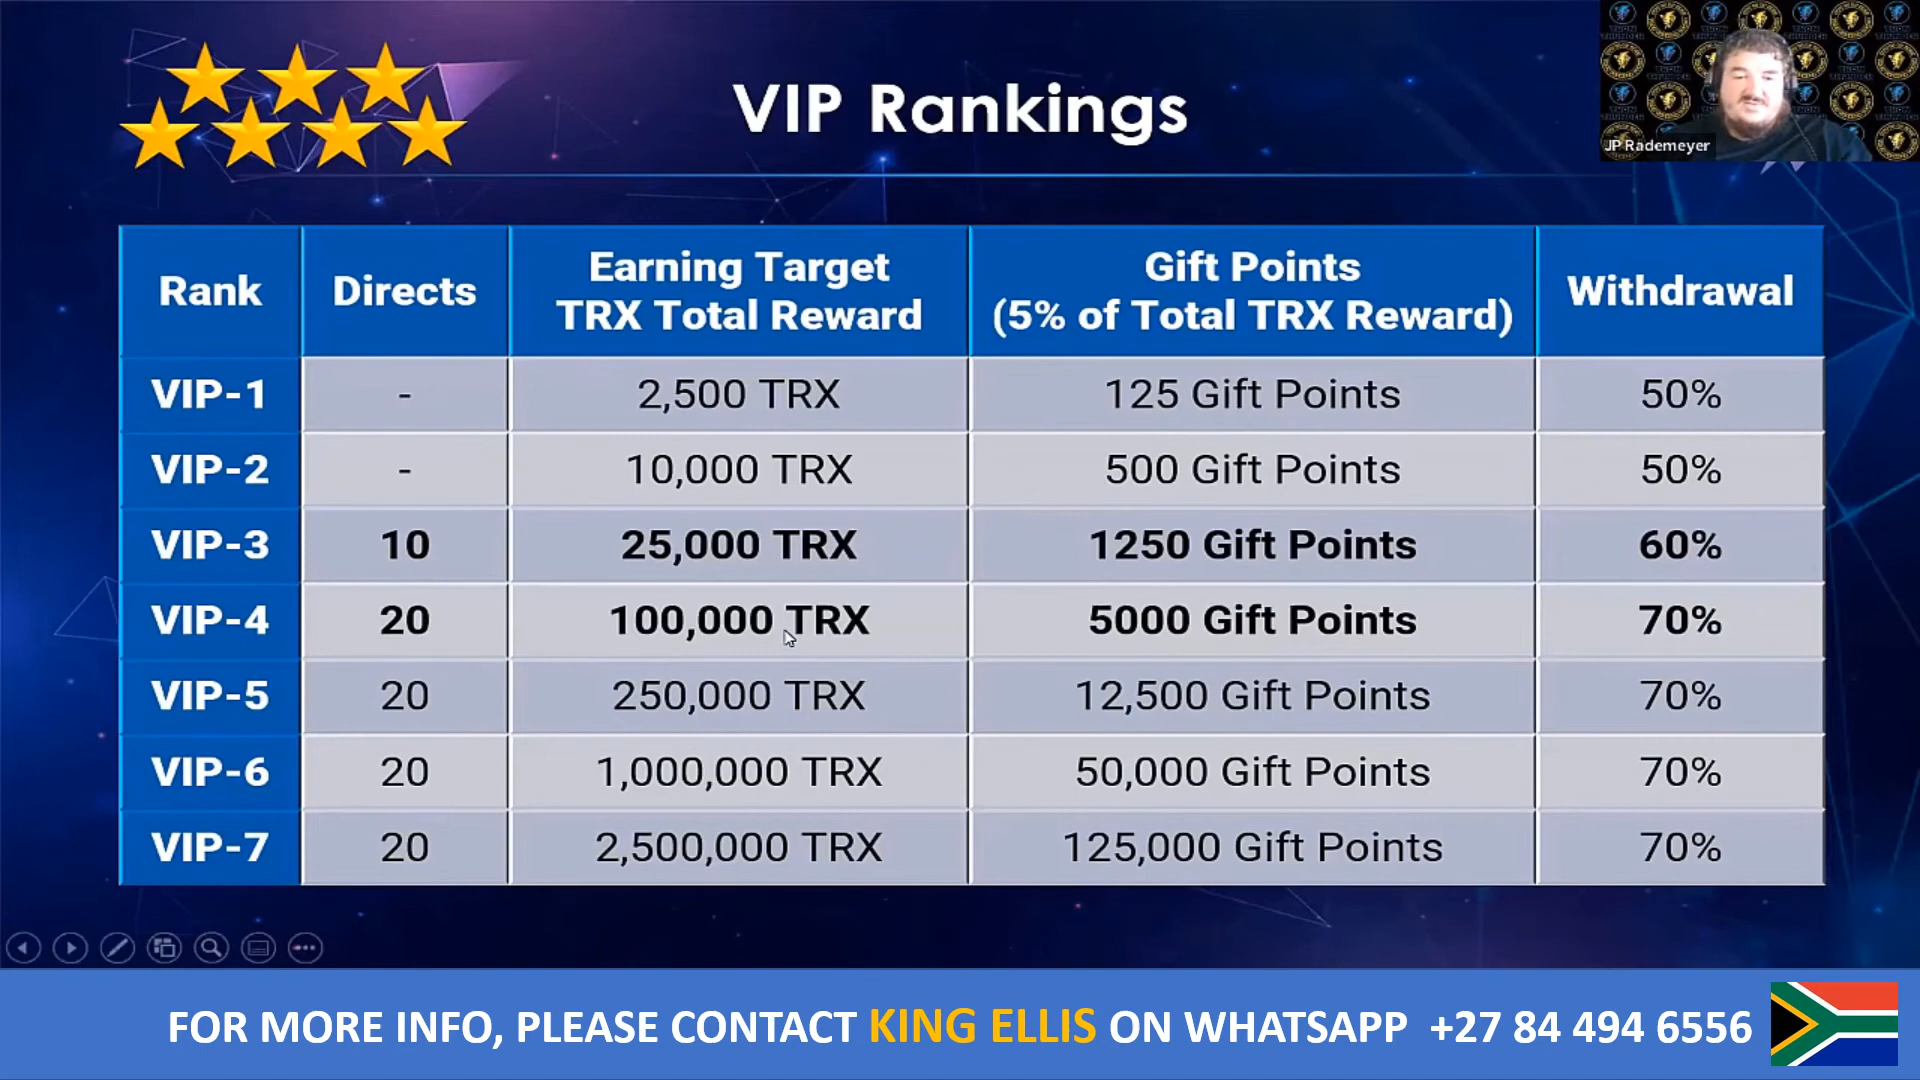 VIP Rankings
JP Rademeyer
Rank Directs Earning Target TRX Total Reward Gift Points (5% of Total TRX Reward) Withdrawal
VIP-1 - 2,500 TRX 125 Gift Points 50%
VIP-2 - 10,000 TRX 500 Gift Points 50%
VIP-3 10 25,000 TRX 1250 Gift Points 60%
VIP-4 20 100,000 TRX 5000 Gift Points 70%
VIP-5 20 250,000 TRX 12,500 Gift Points 70%
VIP-6 20 1,000,000 TRX 50,000 Gift Points 70%
VIP-7 20 2,500,000 TRX 125,000 Gift Points 70%
FOR MORE INFO, PLEASE CONTACT KING ELLIS ON WHATSAPP +27 84 494 6556